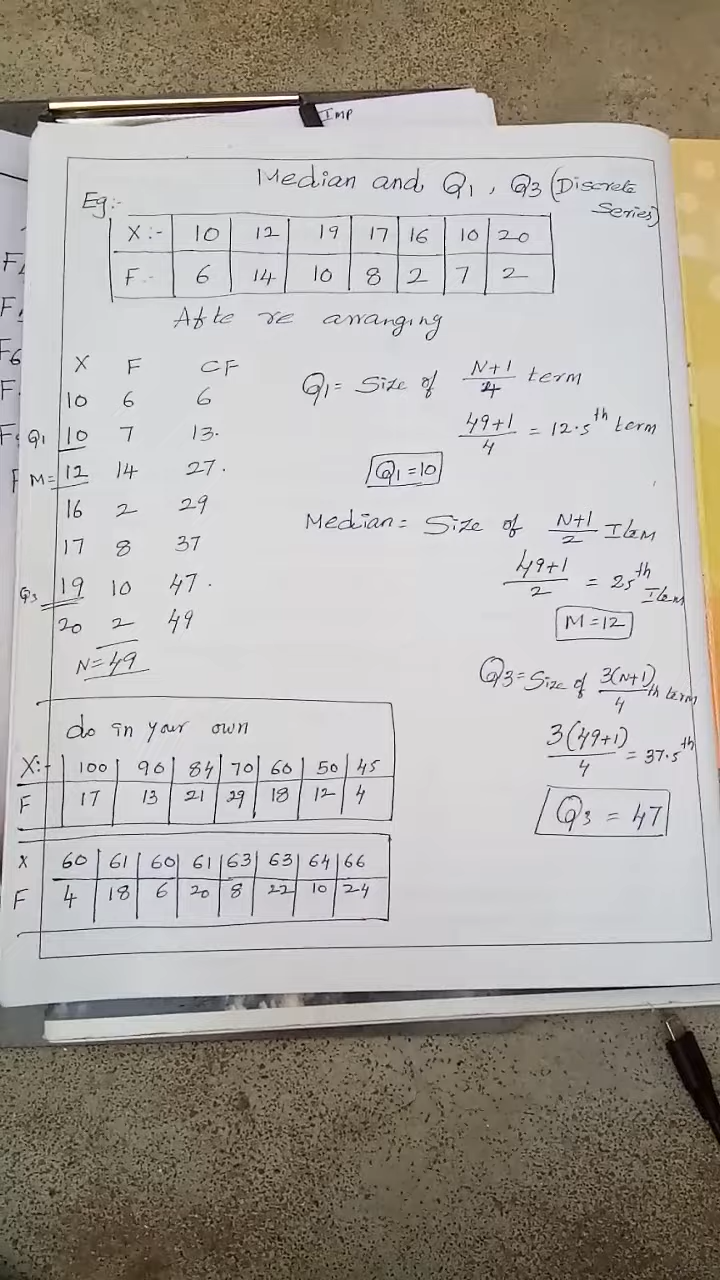 IMP
Median and Q1, Q3 (Discrete
Series)
Eg:-
X:- 10 12 19 17 16 10 20
F:- 6 14 10 8 2 7 2
Afte re arranging
X F CF
10 6 6
Q1 10 7 13.
M= 12 14 27.
16 2 29
17 8 37
Q3 19 10 47.
20 2 49
N=49
Q1= Size of N+1/4 term
49+1/4 = 12.5th term
Q1=10
Median= Size of N+1/2 Item
49+1/2 = 25th Item
M=12
Q3=Size of 3(N+1)/4 th term
3(49+1)/4 = 37.5th
Q3 = 47
do in your own
X:- 100 90 84 70 60 50 45
F 17 13 21 29 18 12 4
X 60 61 60 61 63 63 64 66
F 4 18 6 20 8 22 10 24